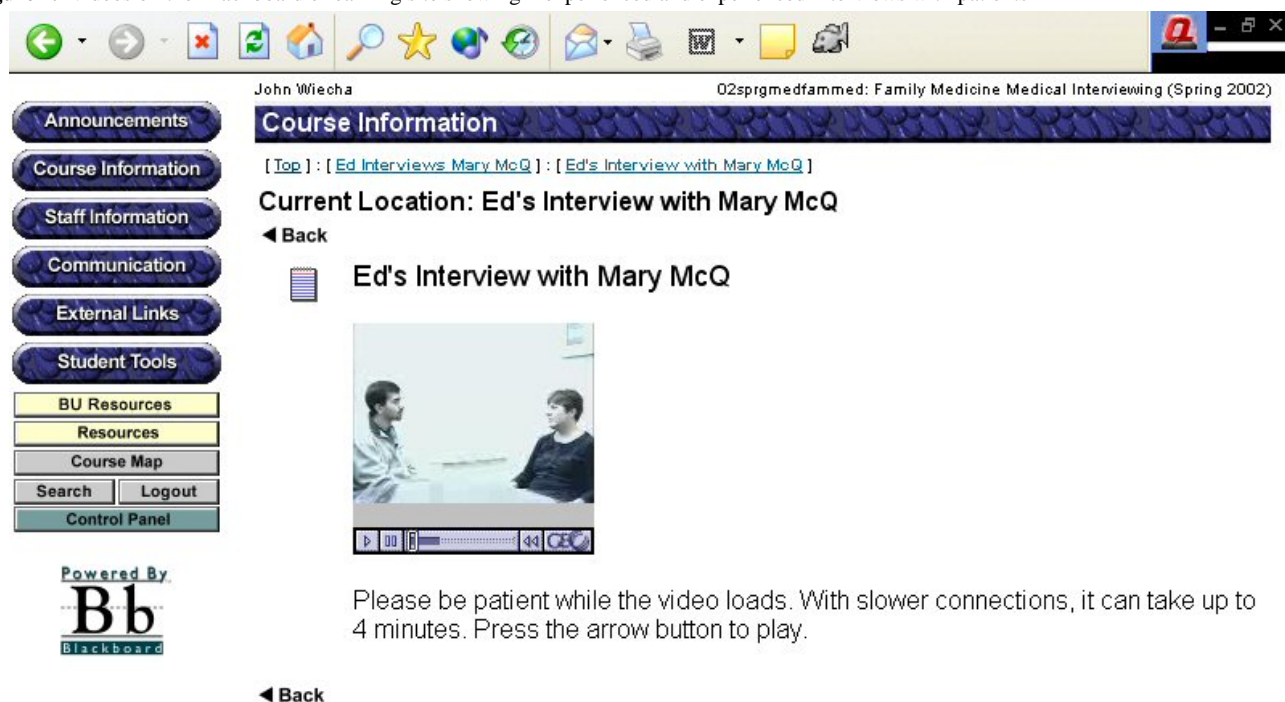 John Wiecha 02sprgmedfammed: Family Medicine Medical Interviewing (Spring 2002)
Announcements
Course Information
Staff Information
Communication
External Links
Student Tools
BU Resources
Resources
Course Map
Search Logout
Control Panel
Powered By
Bb
Blackboard
Course Information
[ Top ] : [ Ed Interviews Mary McQ ] : [ Ed's Interview with Mary McQ ]
Current Location: Ed's Interview with Mary McQ
Back
Ed's Interview with Mary McQ
Please be patient while the video loads. With slower connections, it can take up to
4 minutes. Press the arrow button to play.
Back